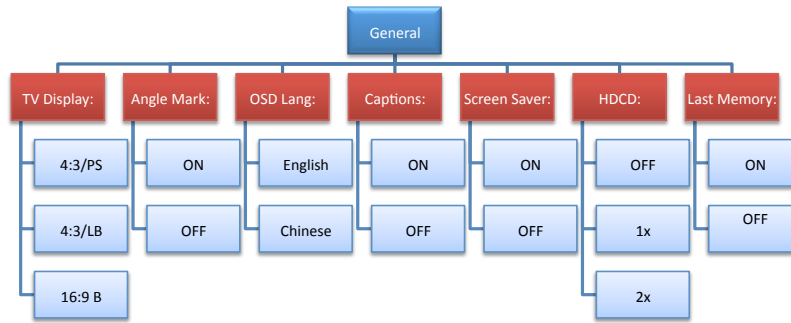 General
TV Display:
Angle Mark:
OSD Lang:
Captions:
Screen Saver:
HDCD:
Last Memory:
4:3/PS
ON
English
ON
ON
OFF
ON
4:3/LB
OFF
Chinese
OFF
OFF
1x
OFF
16:9 B
2x